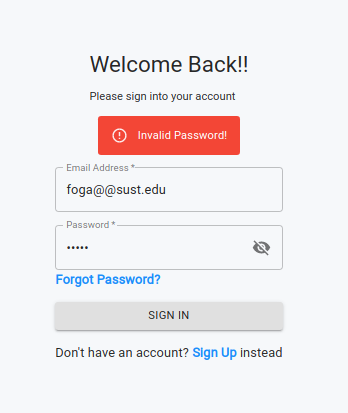 Welcome Back!!
Please sign into your account
Invalid Password!
Email Address *
foga@@sust.edu
Password *
•••••
Forgot Password?
SIGN IN
Don't have an account? Sign Up instead